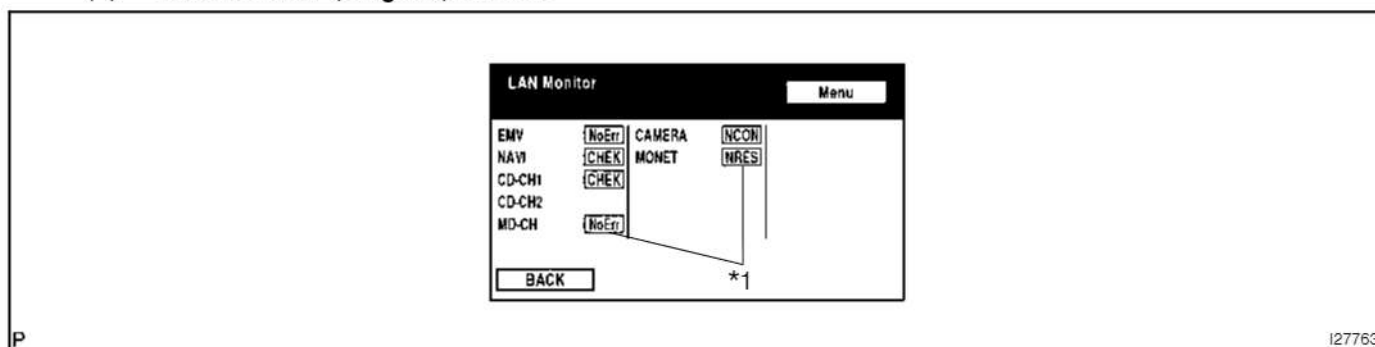 LAN Monitor
Menu
EMV NoErr CAMERA NCON
NAVI CHEK MONET NRES
CD-CH1 CHEK
CD-CH2
MD-CH NoErr
BACK
*1
P
I27763